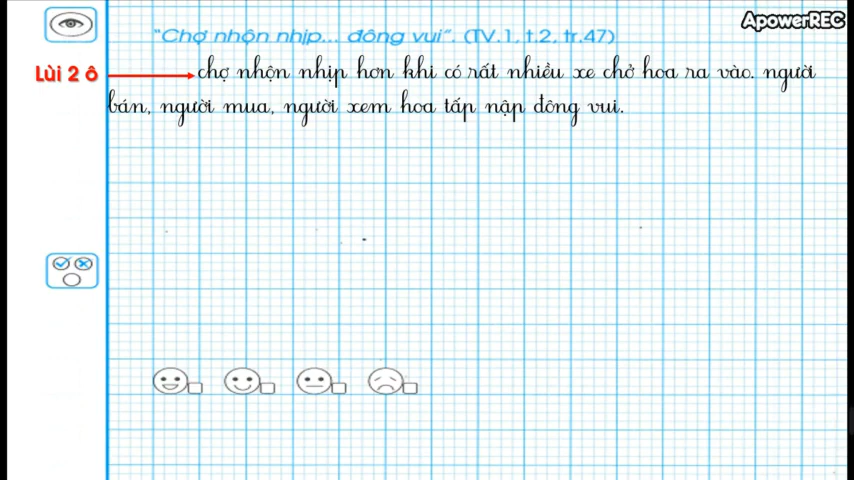 ApowerREC
"Chợ nhộn nhịp... đông vui". (TV.1, t.2, tr.47)
Lùi 2 ô
chợ nhộn nhịp hơn khi có rất nhiều xe chở hoa ra vào. người
bán, người mua, người xem hoa tấp nập đông vui.